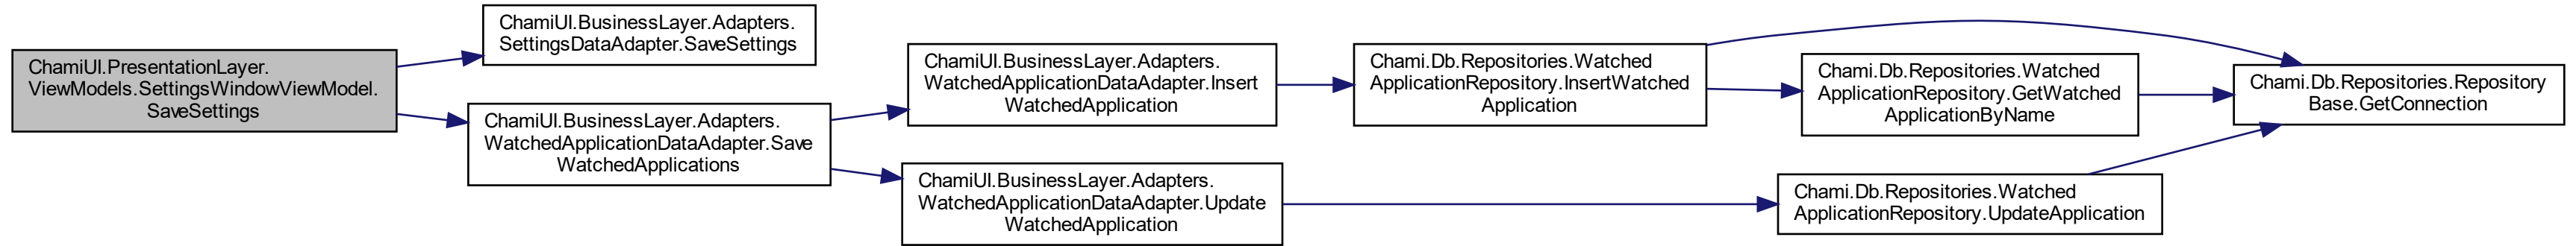 ChamiUI.PresentationLayer.
ViewModels.SettingsWindowViewModel.
SaveSettings
ChamiUI.BusinessLayer.Adapters.
SettingsDataAdapter.SaveSettings
ChamiUI.BusinessLayer.Adapters.
WatchedApplicationDataAdapter.Save
WatchedApplications
ChamiUI.BusinessLayer.Adapters.
WatchedApplicationDataAdapter.Insert
WatchedApplication
Chami.Db.Repositories.Watched
ApplicationRepository.InsertWatched
Application
Chami.Db.Repositories.Watched
ApplicationRepository.GetWatched
ApplicationByName
Chami.Db.Repositories.Repository
Base.GetConnection
ChamiUI.BusinessLayer.Adapters.
WatchedApplicationDataAdapter.Update
WatchedApplication
Chami.Db.Repositories.Watched
ApplicationRepository.UpdateApplication